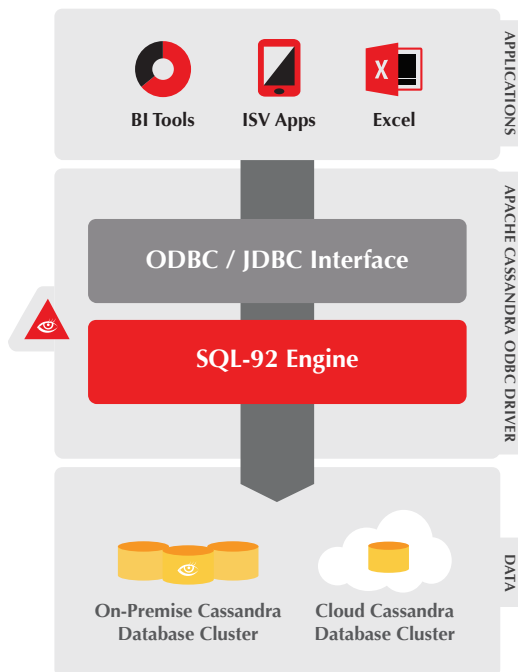 BI Tools
ISV Apps
Excel
APPLICATIONS
X
ODBC / JDBC Interface
SQL-92 Engine
APACHE CASSANDRA ODBC DRIVER
On-Premise Cassandra
Database Cluster
Cloud Cassandra
Database Cluster
DATA